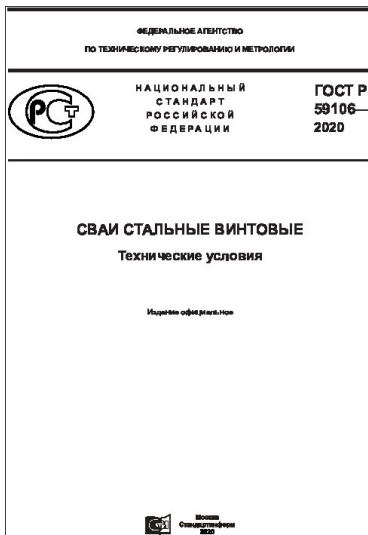 ФЕДЕРАЛЬНОЕ АГЕНТСТВО
ПО ТЕХНИЧЕСКОМУ РЕГУЛИРОВАНИЮ И МЕТРОЛОГИИ
НАЦИОНАЛЬНЫЙ
СТАНДАРТ
РОССИЙСКОЙ
ФЕДЕРАЦИИ
ГОСТ Р
59106—
2020
СВАИ СТАЛЬНЫЕ ВИНТОВЫЕ
Технические условия
Издание официальное
Москва
Стандартинформ
2020